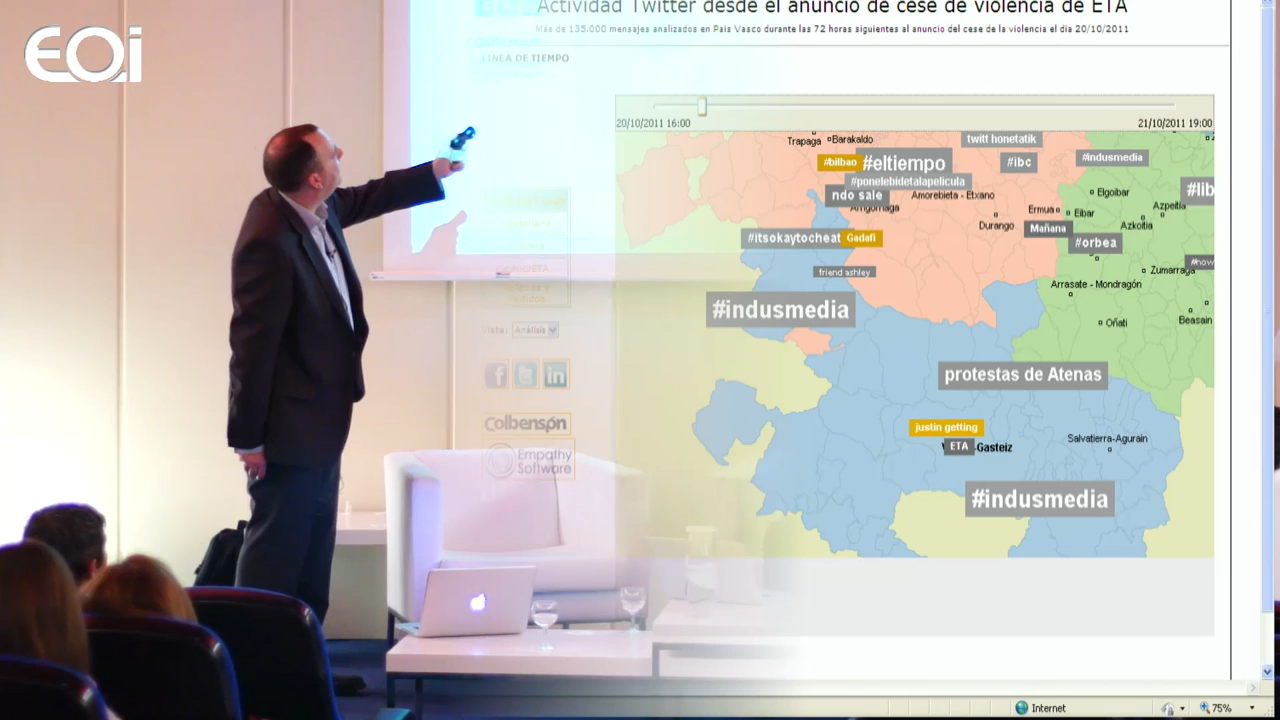 EOi
Actividad Twitter desde el anuncio de cese de violencia de ETA
Más de 135.000 mensajes analizados en País Vasco durante las 72 horas siguientes al anuncio del cese de la violencia el día 20/10/2011
LINEA DE TIEMPO
20/10/2011 16:00
21/10/2011 19:00
Trapaga
Barakaldo
twitt honetatik
#bilbao
#eltiempo
#ibc
#indusmedia
#ponelebidetalapelicula
#lib
ndo sale
Amorebieta - Etxano
Elgoibar
Arrigorriaga
Ermua
Eibar
Azpeitia
Durango
Mañana
Azkoitia
#itsokaytocheat
Gadafi
#orbea
#now
friend ashley
Zumarraga
Arrasate - Mondragón
#indusmedia
Oñati
Beasain
Vista:
Análisis
protestas de Atenas
Colbensón
justin getting
ETA
-Gasteiz
Salvatierra-Agurain
Empathy
Software
#indusmedia
Internet
75%